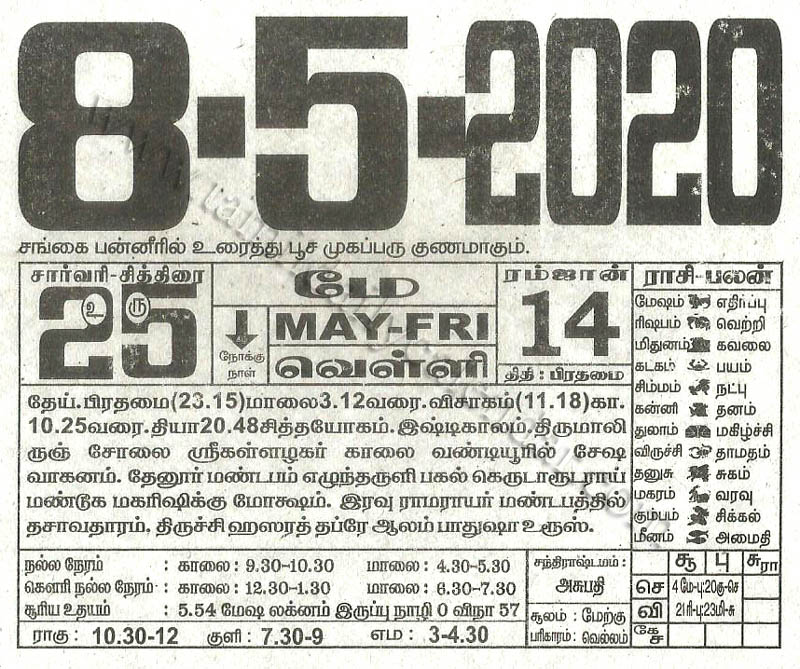 8-5-2020
சங்கை பன்னீரில் உரைத்து பூச முகப்பரு குணமாகும்.
சார்வரி-சித்திரை
25
உ ரு
நோக்கு
நாள்
மே
MAY-FRI
வெள்ளி
ரம்ஜான்
14
திதி : பிரதமை
ராசி-பலன்
மேஷம் எதிர்ப்பு
ரிஷபம் வெற்றி
மிதுனம் கவலை
கடகம் பயம்
சிம்மம் நட்பு
கன்னி தனம்
துலாம் மகிழ்ச்சி
விருச்சி தாமதம்
தனுசு சுகம்
மகரம் வரவு
கும்பம் சிக்கல்
மீனம் அமைதி
தேய். பிரதமை(23.15)மாலை3.12வரை. விசாகம்(11.18)கா.
10.25வரை. தியா20.48சித்தயோகம். இஷ்டிகாலம். திருமாலி
ருஞ் சோலை ஸ்ரீகள்ளழகர் காலை வண்டியூரில் சேஷ
வாகனம். தேனூர் மண்டபம் எழுந்தருளி பகல் கெருடாரூடராய்
மண்டூக மகரிஷிக்கு மோக்ஷம். இரவு ராமராயர் மண்டபத்தில்
தசாவதாரம். திருச்சி ஹஸரத் தப்ரே ஆலம் பாதுஷா உரூஸ்.
நல்ல நேரம் : காலை: 9.30-10.30 மாலை: 4.30-5.30
கௌரி நல்ல நேரம் : காலை: 12.30-1.30 மாலை: 6.30-7.30
சூரிய உதயம் : 5.54 மேஷ லக்னம் இருப்பு நாழி 0 விநா 57
ராகு : 10.30-12 குளி : 7.30-9 எம : 3-4.30
சந்திராஷ்டமம் :
அசுபதி
சூலம் : மேற்கு
பரிகாரம் : வெல்லம்
சூ பு சுரா
செ 4 மே-பு:20கு-செ
வி 21 ரி-பு:23மி-சு
கே